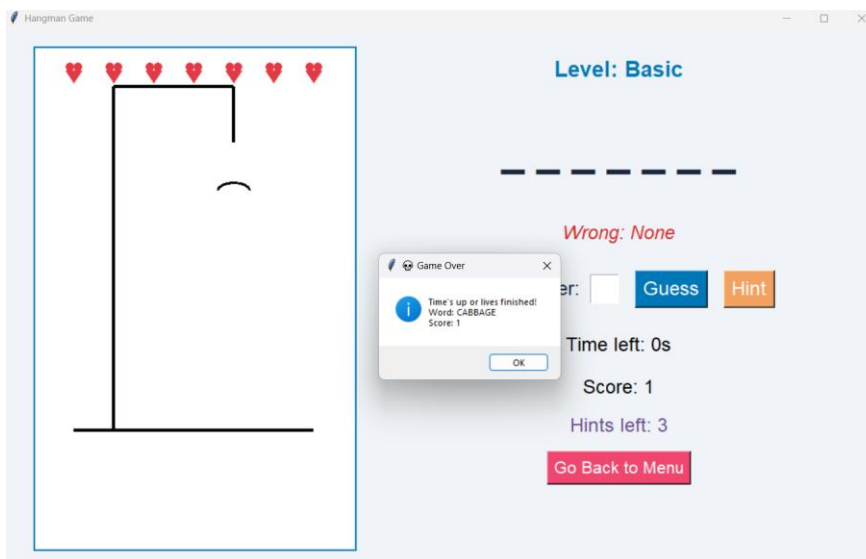 Hangman Game
Level: Basic
_ _ _ _ _ _ _
Wrong: None
Game Over
Time's up or lives finished!
Word: CABBAGE
Score: 1
OK
er:
Guess
Hint
Time left: 0s
Score: 1
Hints left: 3
Go Back to Menu